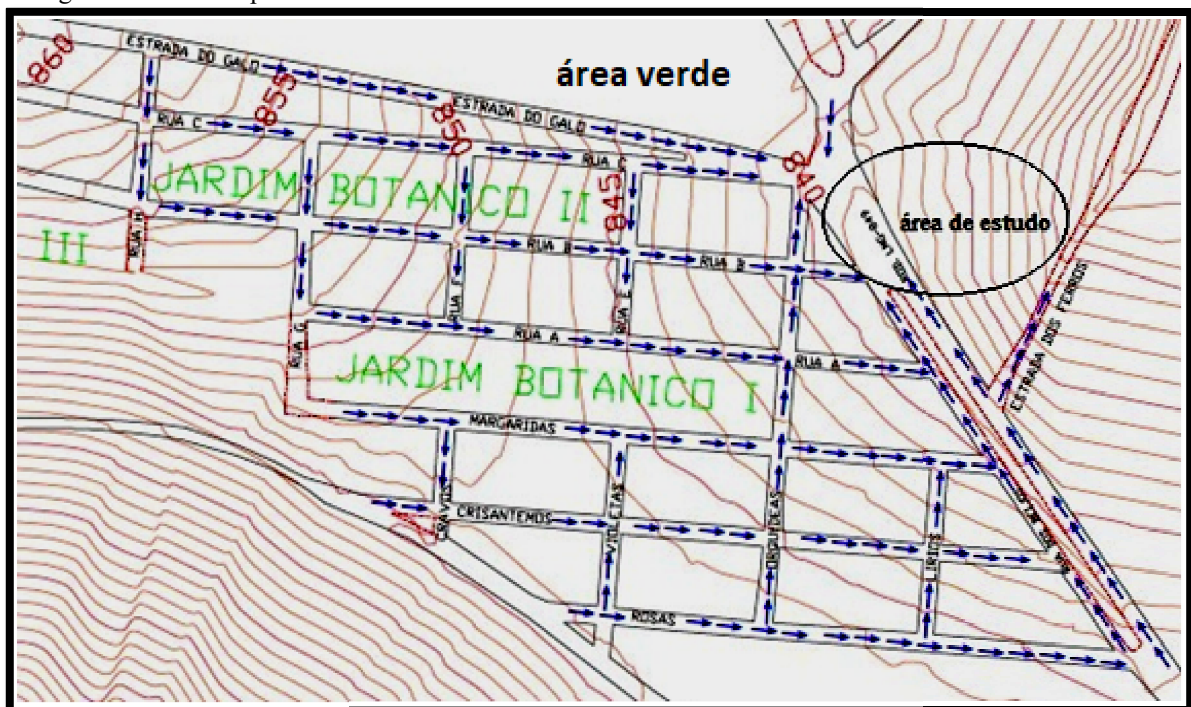 860
ESTRADA DO GALO
855
850
ESTRADA DO GALO
área verde
840
RUA C
RUA C
845
JARDIM BOTANICO II
área de estudo
III
RUA H
RUA B
RUA B
RUA F
RUA E
RUA G
RUA A
RUA A
JARDIM BOTANICO I
ESTRADA DOS FERROS
MARGARIDAS
CRAVOS
CRISANTEMOS
VIOLETAS
ORQUIDEAS
LIRIOS
ROSAS